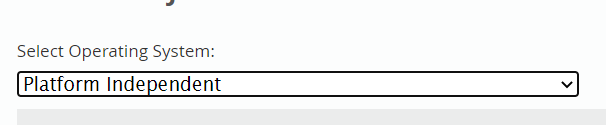 Select Operating System:
Platform Independent